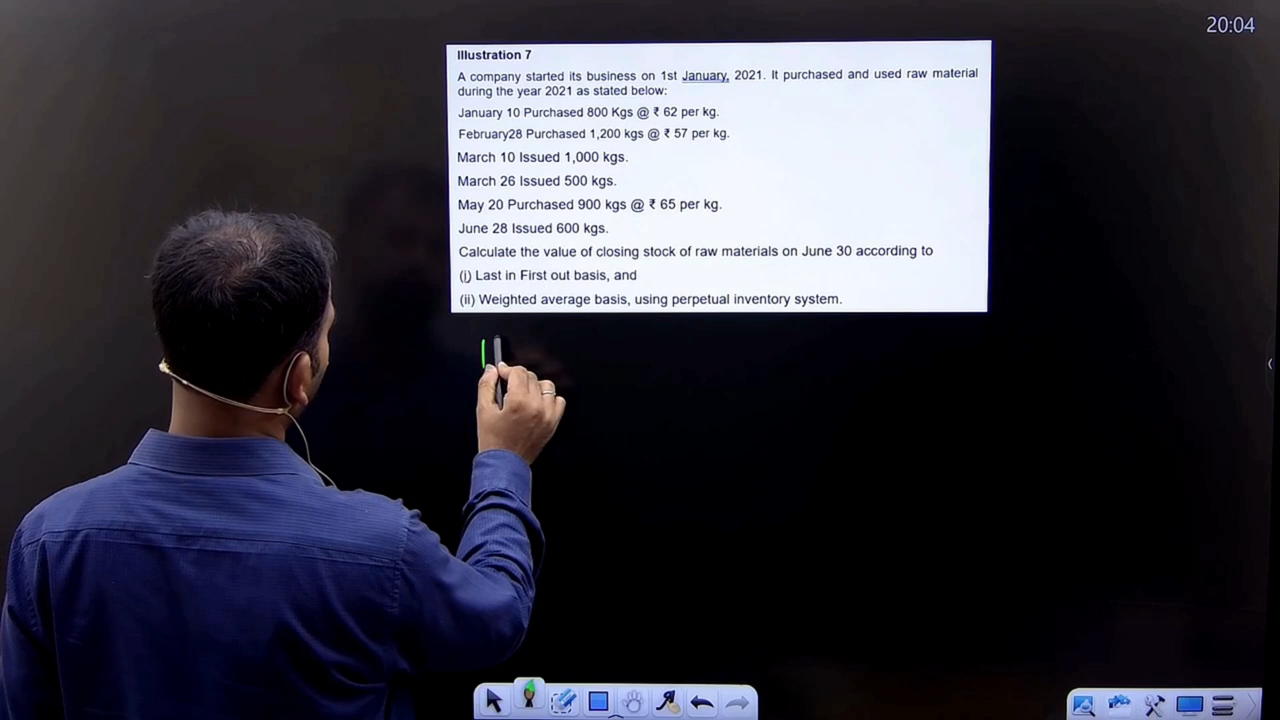 20:04
Illustration 7
A company started its business on 1st January, 2021. It purchased and used raw material
during the year 2021 as stated below:
January 10 Purchased 800 Kgs @ ₹ 62 per kg.
February28 Purchased 1,200 kgs @ ₹ 57 per kg.
March 10 Issued 1,000 kgs.
March 26 Issued 500 kgs.
May 20 Purchased 900 kgs @ ₹ 65 per kg.
June 28 Issued 600 kgs.
Calculate the value of closing stock of raw materials on June 30 according to
(i) Last in First out basis, and
(ii) Weighted average basis, using perpetual inventory system.